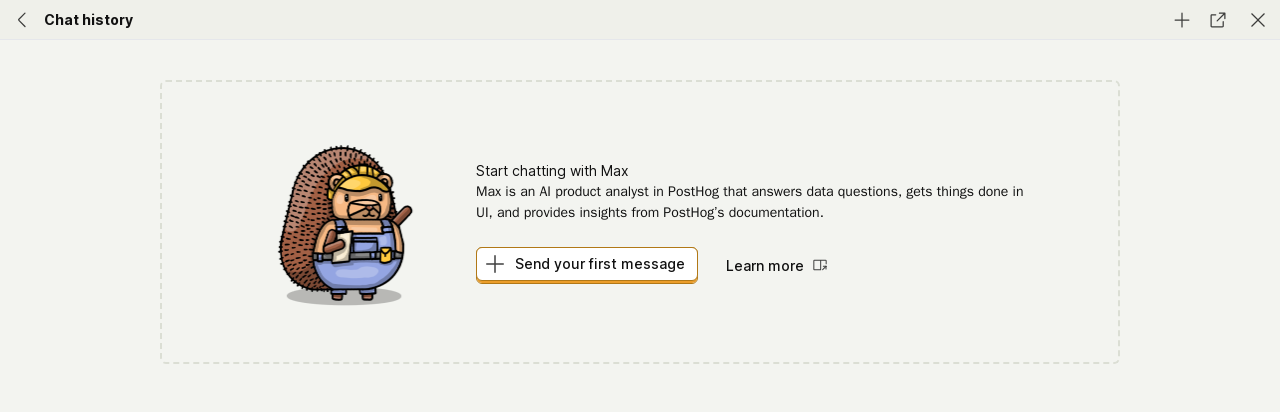 Chat history
Start chatting with Max
Max is an AI product analyst in PostHog that answers data questions, gets things done in
UI, and provides insights from PostHog's documentation.
Send your first message
Learn more